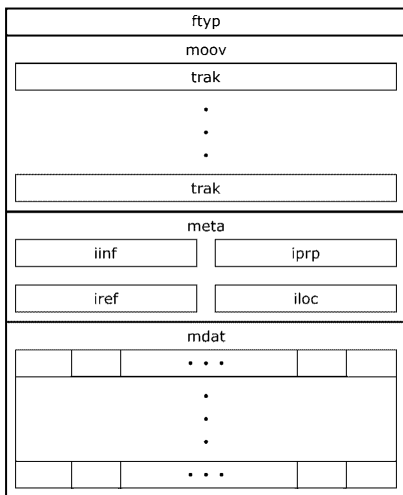 ftyp
moov
trak
trak
meta
iinf iprp
iref iloc
mdat